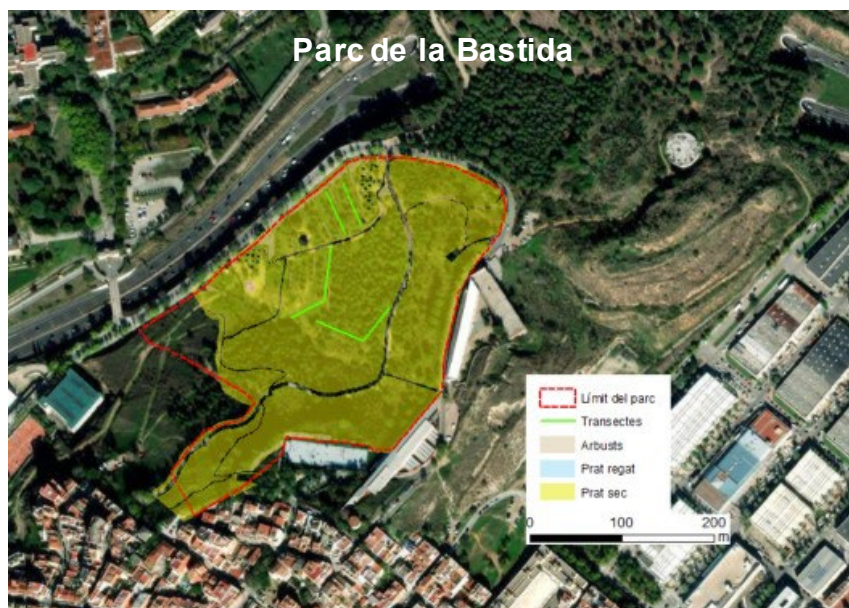 Parc de la Bastida
Límit del parc
Transectes
Arbusts
Prat regat
Prat sec
0 100 200
m